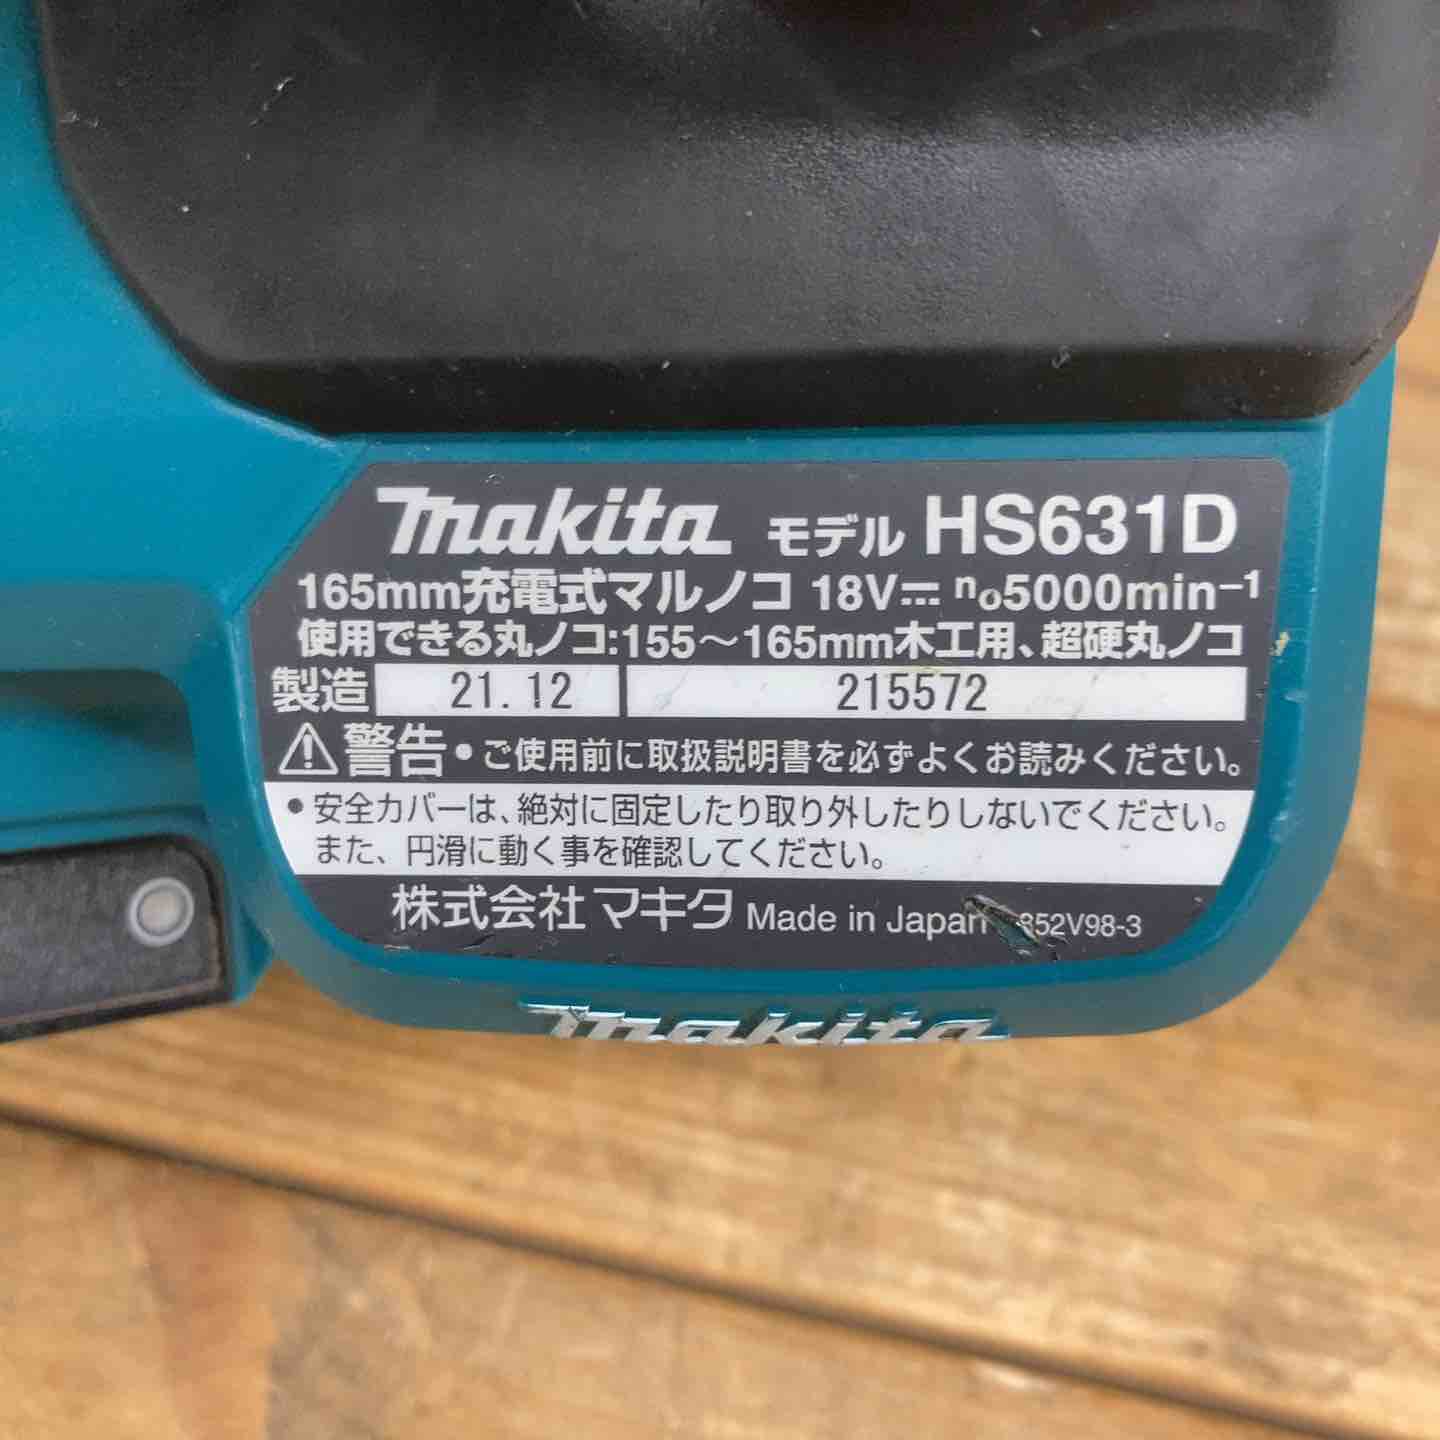 makita モデル HS631D
165mm充電式マルノコ 18V⎓ n₀5000min⁻¹
使用できる丸ノコ:155～165mm木工用、超硬丸ノコ
製造 21.12 215572
⚠警告・ご使用前に取扱説明書を必ずよくお読みください。
・安全カバーは、絶対に固定したり取り外したりしないでください。
また、円滑に動く事を確認してください。
株式会社マキタ Made in Japan 852V98-3
makita